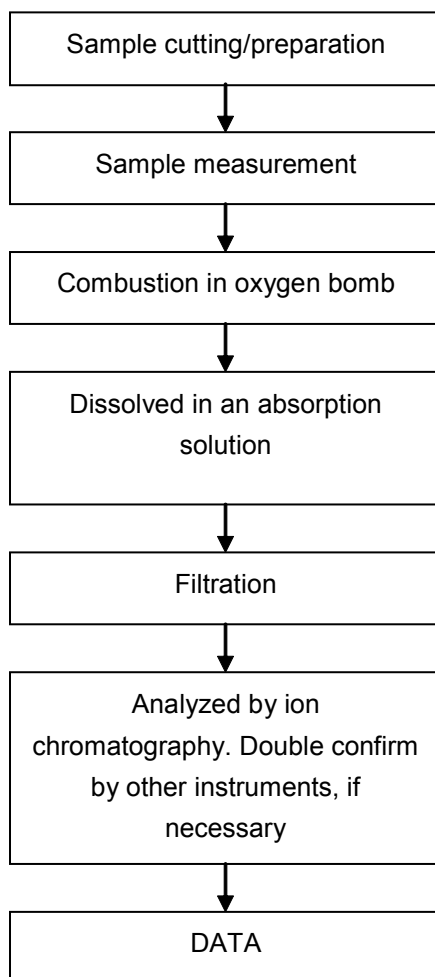 Sample cutting/preparation
Sample measurement
Combustion in oxygen bomb
Dissolved in an absorption
solution
Filtration
Analyzed by ion
chromatography. Double confirm
by other instruments, if
necessary
DATA